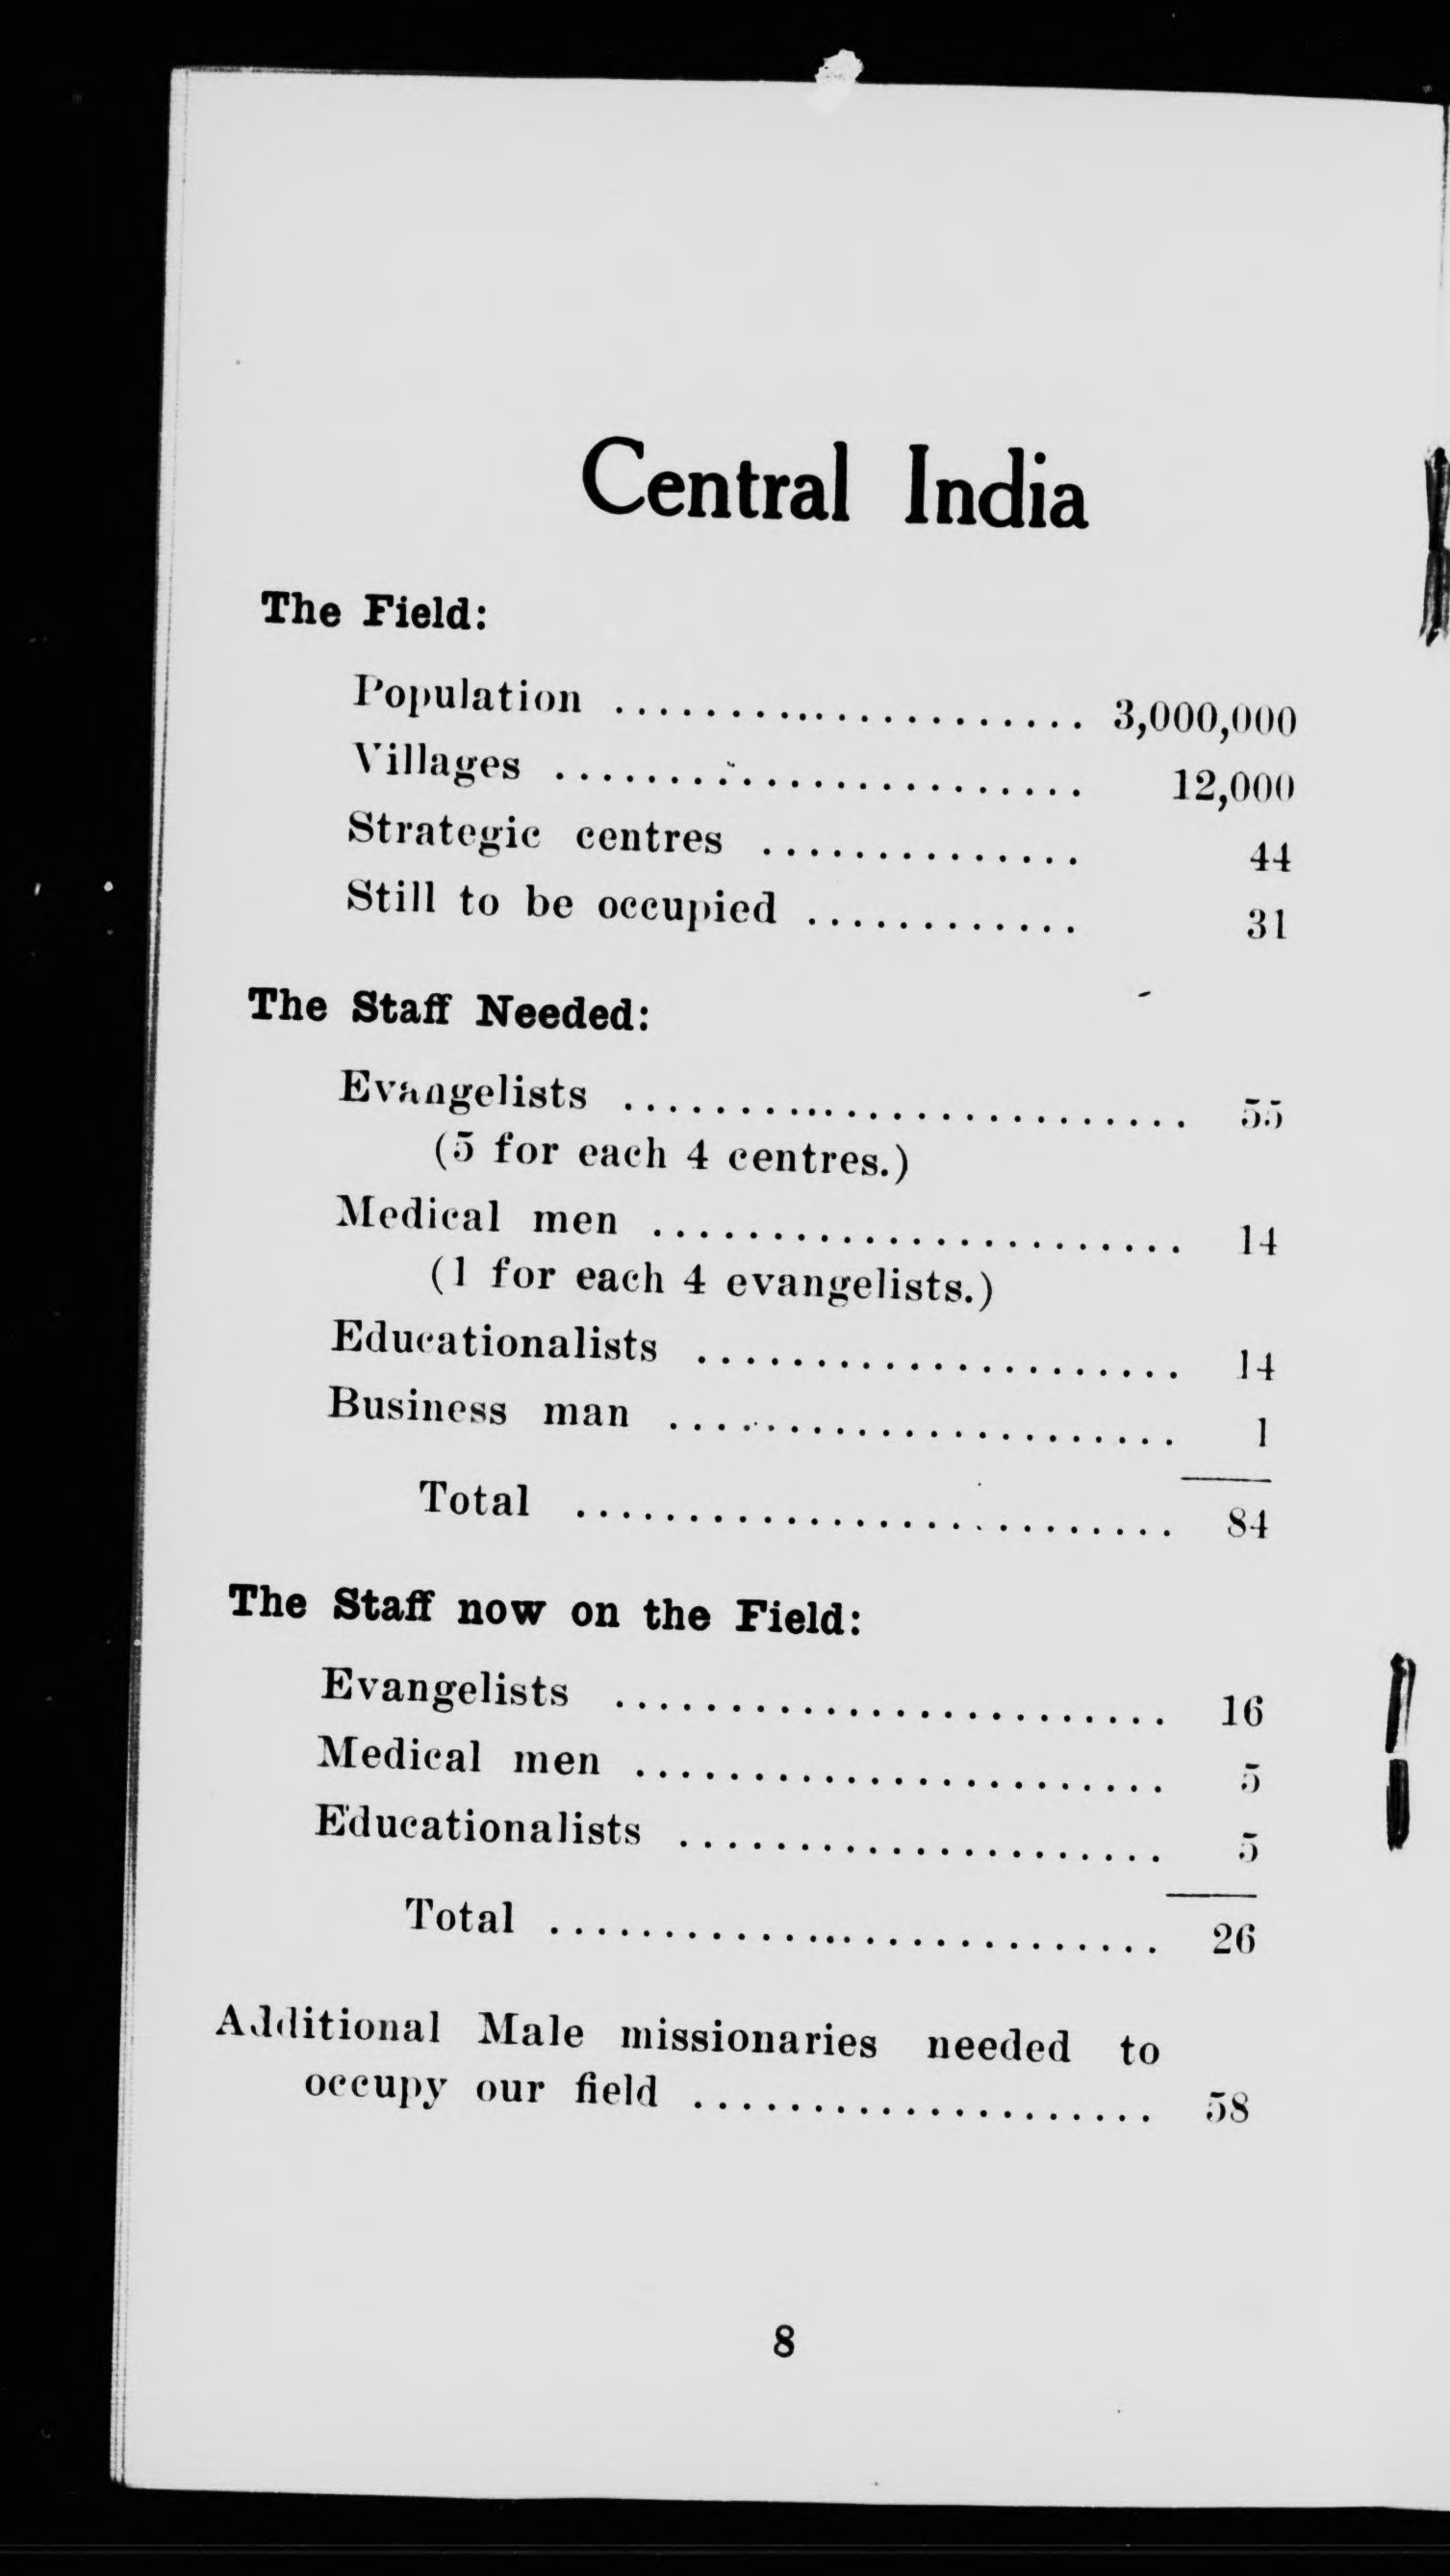 Central India
The Field:
Population ........................ 3,000,000
Villages ........................ 12,000
Strategic centres .............. 44
Still to be occupied ............ 31
The Staff Needed:
Evangelists ......................... 55
(5 for each 4 centres.)
Medical men ....................... 14
(1 for each 4 evangelists.)
Educationalists ..................... 14
Business man ...................... 1
Total .......................... 84
The Staff now on the Field:
Evangelists ........................ 16
Medical men ....................... 5
Educationalists ..................... 5
Total ........................... 26
Additional Male missionaries needed to
occupy our field .................... 58
8